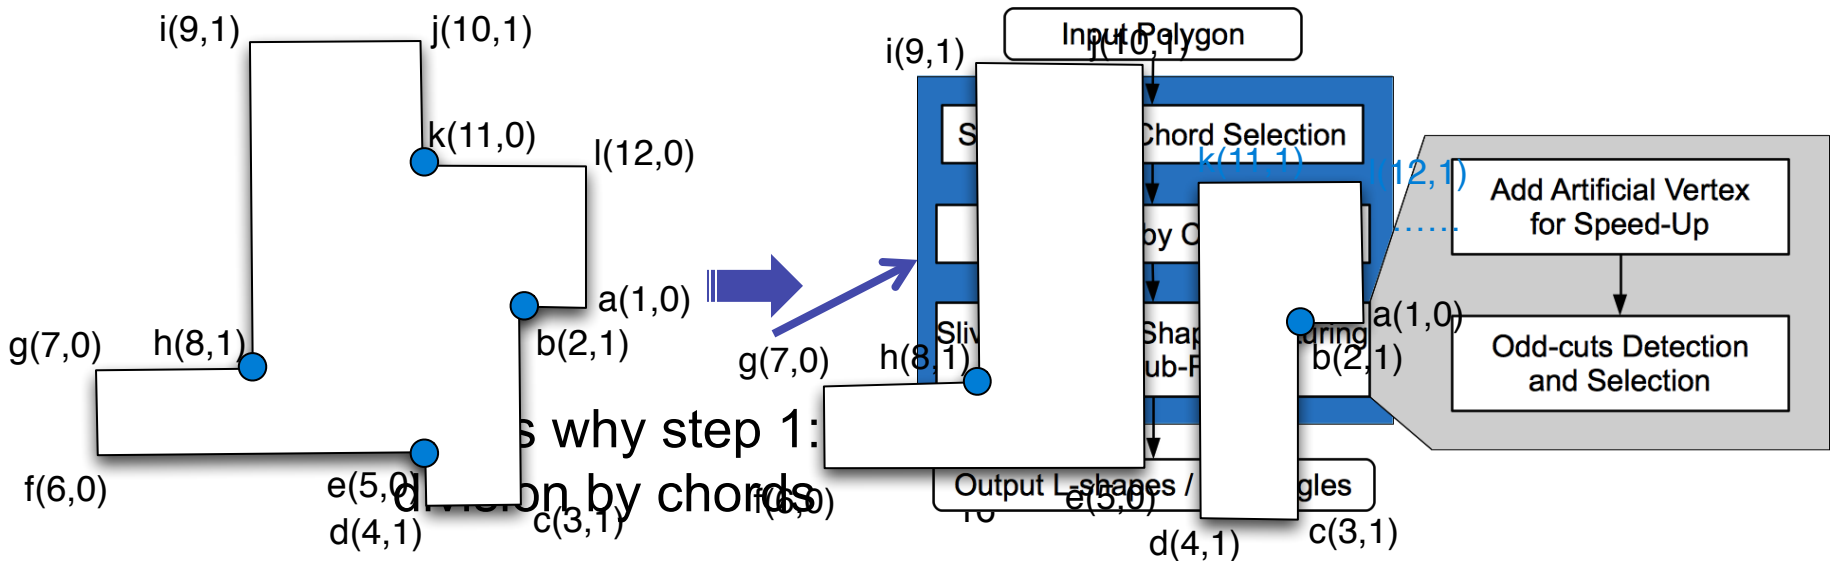 i(9,1)
j(10,1)
k(11,0)
l(12,0)
a(1,0)
b(2,1)
g(7,0)
h(8,1)
f(6,0)
e(5,0)
d(4,1)
c(3,1)
why step 1:
division by chords
Input Polygon
i(9,1)
j(10,1)
Chord Selection
k(11,1)
l(12,1)
by
......
a(1,0)
b(2,1)
g(7,0)
h(8,1)
f(6,0)
e(5,0)
Output L-shapes /
d(4,1)
c(3,1)
Add Artificial Vertex
for Speed-Up
Odd-cuts Detection
and Selection